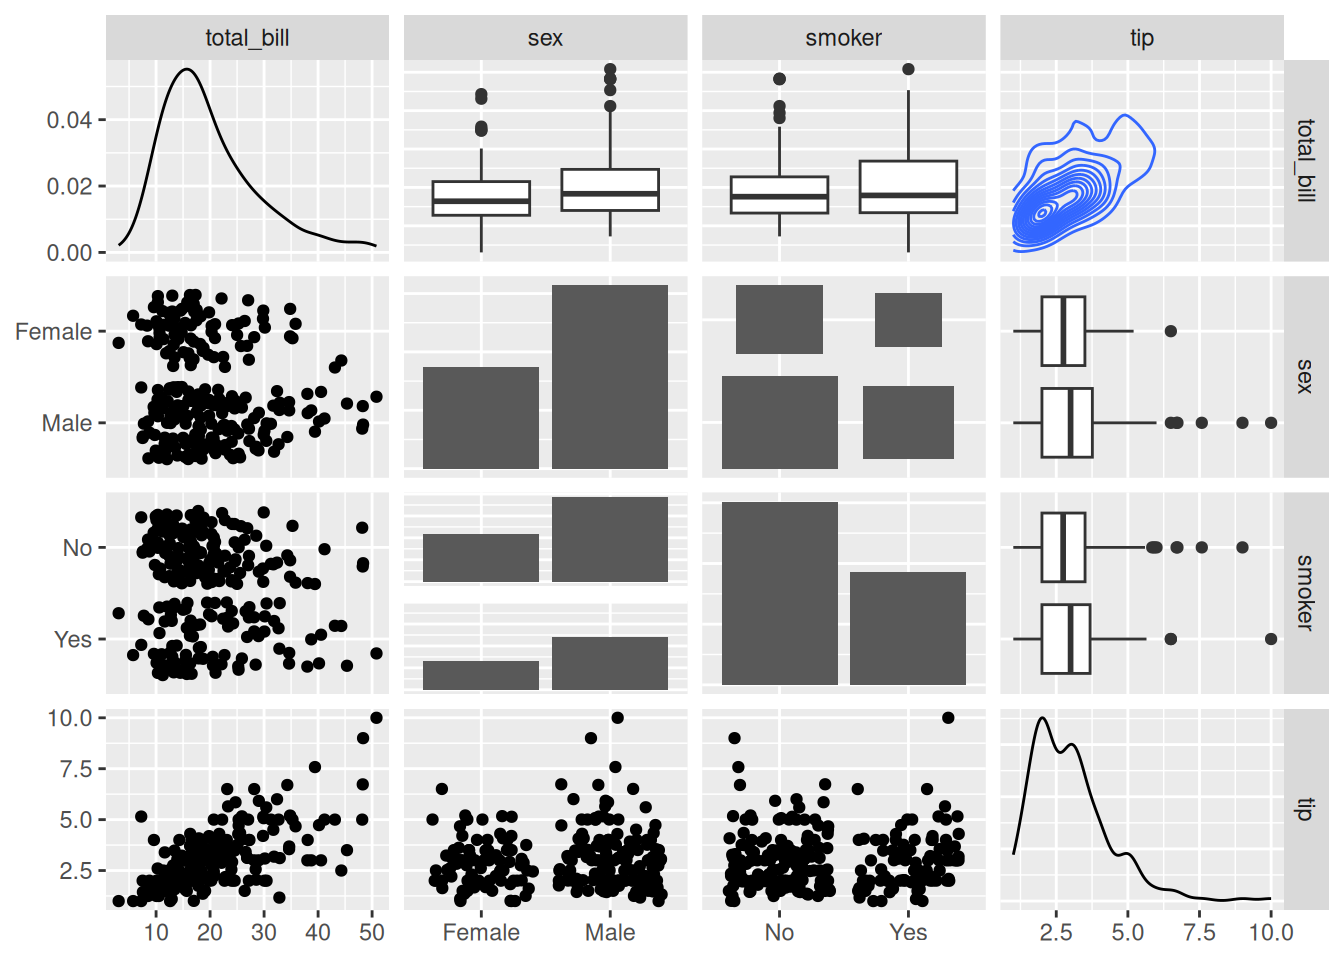 total_bill
sex
smoker
tip
0.04
0.02
0.00
total_bill
Female
Male
sex
No
Yes
smoker
10.0
7.5
5.0
2.5
tip
10 20 30 40 50
Female Male
No Yes
2.5 5.0 7.5 10.0